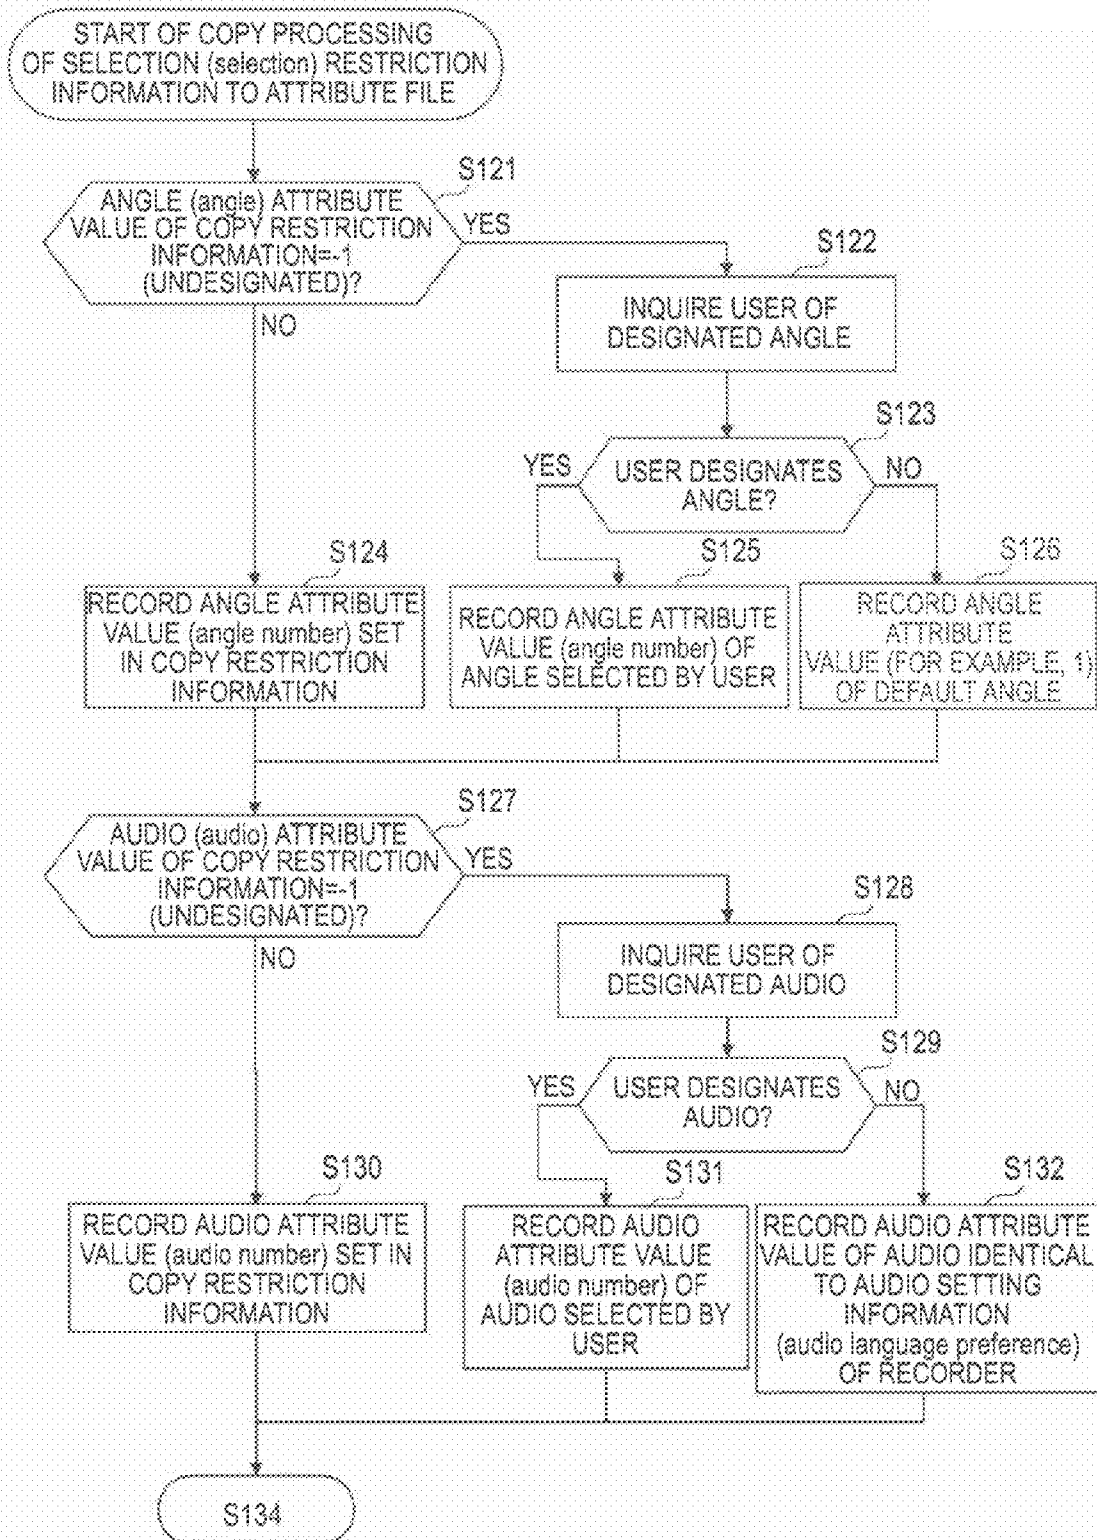 START OF COPY PROCESSING
OF SELECTION (selection) RESTRICTION
INFORMATION TO ATTRIBUTE FILE
S121
ANGLE (angle) ATTRIBUTE
VALUE OF COPY RESTRICTION
INFORMATION=-1
(UNDESIGNATED)?
YES
NO
S122
INQUIRE USER OF
DESIGNATED ANGLE
S123
YES
USER DESIGNATES
ANGLE?
NO
S124
RECORD ANGLE ATTRIBUTE
VALUE (angle number) SET
IN COPY RESTRICTION
INFORMATION
S125
RECORD ANGLE ATTRIBUTE
VALUE (angle number) OF
ANGLE SELECTED BY USER
S126
RECORD ANGLE
ATTRIBUTE
VALUE (FOR EXAMPLE, 1)
OF DEFAULT ANGLE
S127
AUDIO (audio) ATTRIBUTE
VALUE OF COPY RESTRICTION
INFORMATION=-1
(UNDESIGNATED)?
YES
NO
S128
INQUIRE USER OF
DESIGNATED AUDIO
S129
YES
USER DESIGNATES
AUDIO?
NO
S130
RECORD AUDIO ATTRIBUTE
VALUE (audio number) SET IN
COPY RESTRICTION
INFORMATION
S131
RECORD AUDIO
ATTRIBUTE VALUE
(audio number) OF
AUDIO SELECTED BY
USER
S132
RECORD AUDIO ATTRIBUTE
VALUE OF AUDIO IDENTICAL
TO AUDIO SETTING
INFORMATION
(audio language preference)
OF RECORDER
S134